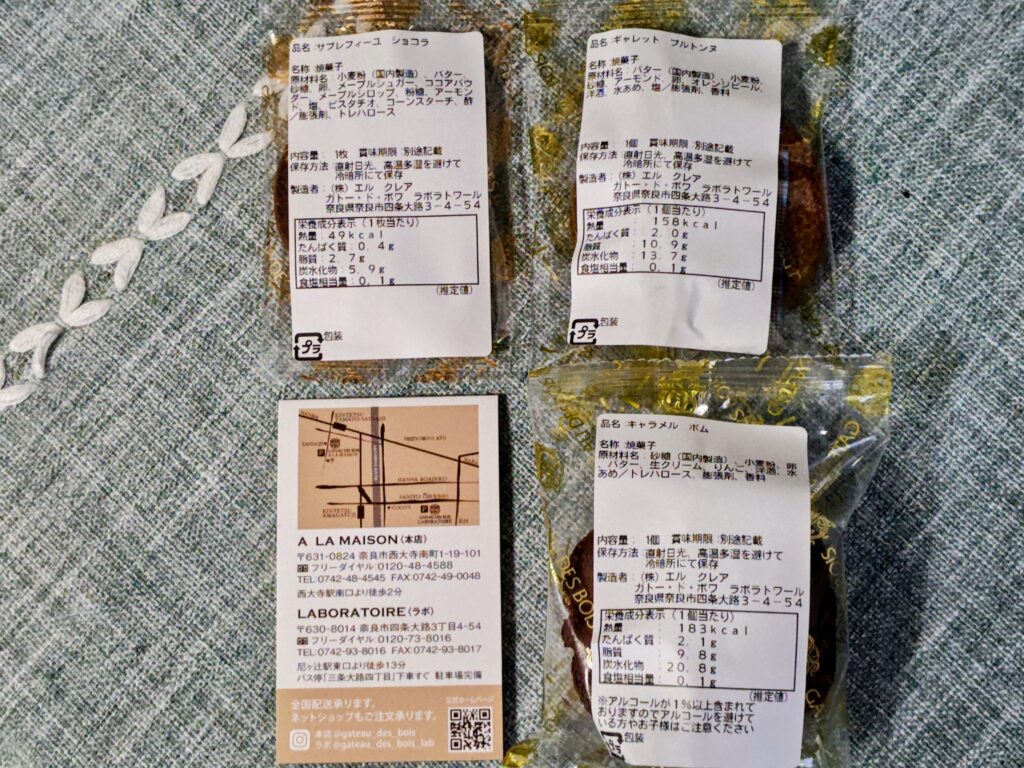 品名:サブレフィーユ ショコラ
名称:焼菓子
原材料名: 小麦粉(国内製造)、バター、
砂糖、卵、メープルシュガー、ココアパウ
ダー、メープルシロップ、粉糖、アーモン
ド、塩、ピスタチオ、コーンスターチ、酢
/膨張剤、トレハロース
内容量: 1枚 賞味期限:別途記載
保存方法:直射日光、高温多湿を避けて
冷暗所にて保存
製造者:(株)エル クレア
ガトー・ド・ボワ ラボラトワール
奈良県奈良市四条大路3-4-54
栄養成分表示(1枚当たり)
熱量 :49kcal
たんぱく質:0.4g
脂質 :2.7g
炭水化物:5.9g
食塩相当量:0.1g
(推定値)
プラ
包装
品名:ギャレット ブルトンヌ
名称:焼菓子
原材料名:バター(国内製造)、小麦粉、
砂糖、アーモンド、卵、オレンジピール、
洋酒、水あめ、塩/膨張剤、香料
内容量: 1個 賞味期限:別途記載
保存方法:直射日光、高温多湿を避けて
冷暗所にて保存
製造者:(株)エル クレア
ガトー・ド・ボワ ラボラトワール
奈良県奈良市四条大路3-4-54
栄養成分表示(1個当たり)
熱量 :158kcal
たんぱく質: 2.0g
脂質 :10.9g
炭水化物 :13.7g
食塩相当量: 0.1g
(推定値)
プラ
包装
A LA MAISON(本店)
〒631-0824 奈良市西大寺南町1-19-101
フリーダイヤル:0120-48-4588
TEL:0742-48-4545 FAX:0742-49-0048
西大寺駅南口より徒歩2分
LABORATOIRE(ラボ)
〒630-8014 奈良市四条大路3丁目4-54
フリーダイヤル:0120-73-8016
TEL:0742-93-8016 FAX:0742-93-8017
尼ヶ辻駅東口より徒歩13分
バス停「三条大路四丁目」下車すぐ 駐車場完備
全国配送承ります。
ネットショップもご注文承ります。
公式ホームページ
本店 @gateau_des_bois
ラボ @gateau_des_bois_lab
品名:キャラメル ポム
名称:焼菓子
原材料名:砂糖(国内製造)、小麦粉、卵
、バター、生クリーム、りんご、洋酒、水
あめ/トレハロース、膨張剤、香料
内容量: 1個 賞味期限:別途記載
保存方法:直射日光、高温多湿を避けて
冷暗所にて保存
製造者:(株)エル クレア
ガトー・ド・ボワ ラボラトワール
奈良県奈良市四条大路3-4-54
栄養成分表示(1個当たり)
熱量 :183kcal
たんぱく質: 2.1g
脂質 : 9.8g
炭水化物 :20.8g
食塩相当量: 0.1g
(推定値)
※アルコールが1%以上含まれて
おりますのでアルコールを避けて
いる方やお子様はご注意ください
プラ
包装